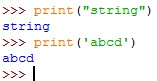 >>> print("string")
string
>>> print('abcd')
abcd
>>>